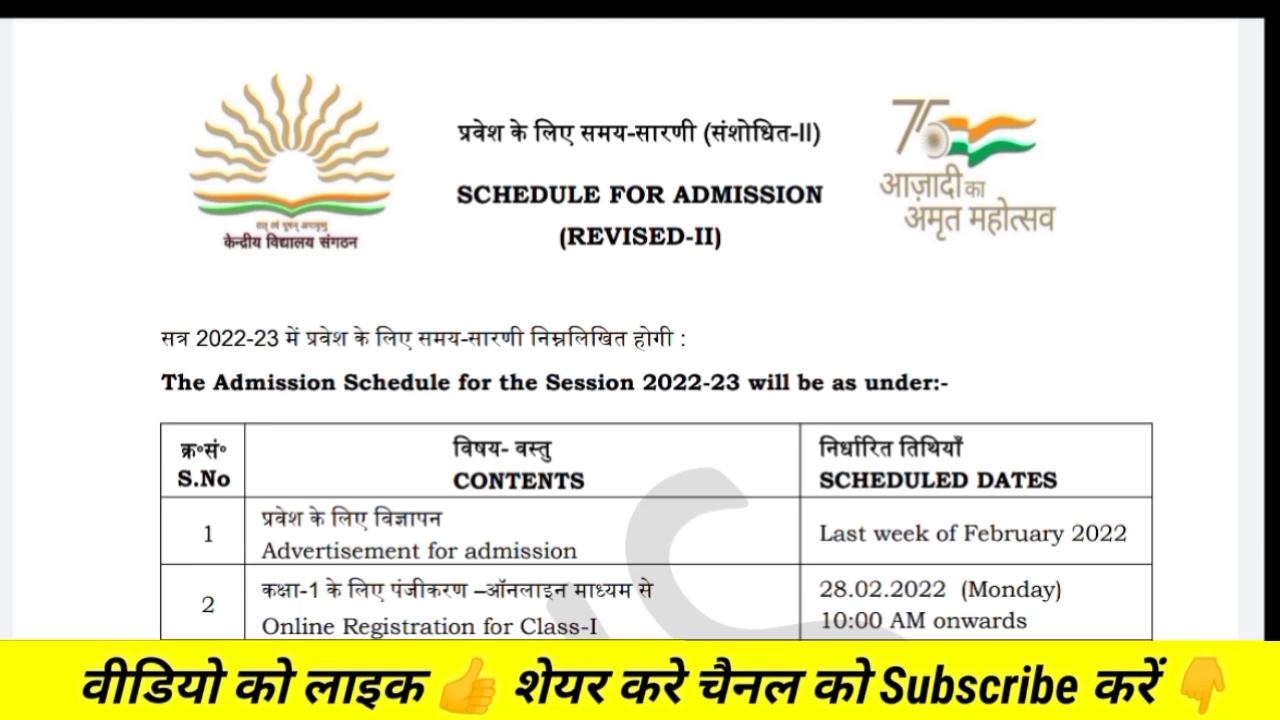 प्रवेश के लिए समय-सारणी (संशोधित-II)
SCHEDULE FOR ADMISSION
(REVISED-II)
केन्द्रीय विद्यालय संगठन
75
आज़ादी का
अमृत महोत्सव
सत्र 2022-23 में प्रवेश के लिए समय-सारणी निम्नलिखित होगी :
The Admission Schedule for the Session 2022-23 will be as under:-
क्र॰सं॰ विषय- वस्तु निर्धारित तिथियाँ
S.No CONTENTS SCHEDULED DATES
1 प्रवेश के लिए विज्ञापन Last week of February 2022
Advertisement for admission
2 कक्षा-1 के लिए पंजीकरण –ऑनलाइन माध्यम से 28.02.2022 (Monday)
Online Registration for Class-I 10:00 AM onwards
वीडियो को लाइक 👍 शेयर करे चैनल को Subscribe करें 👇